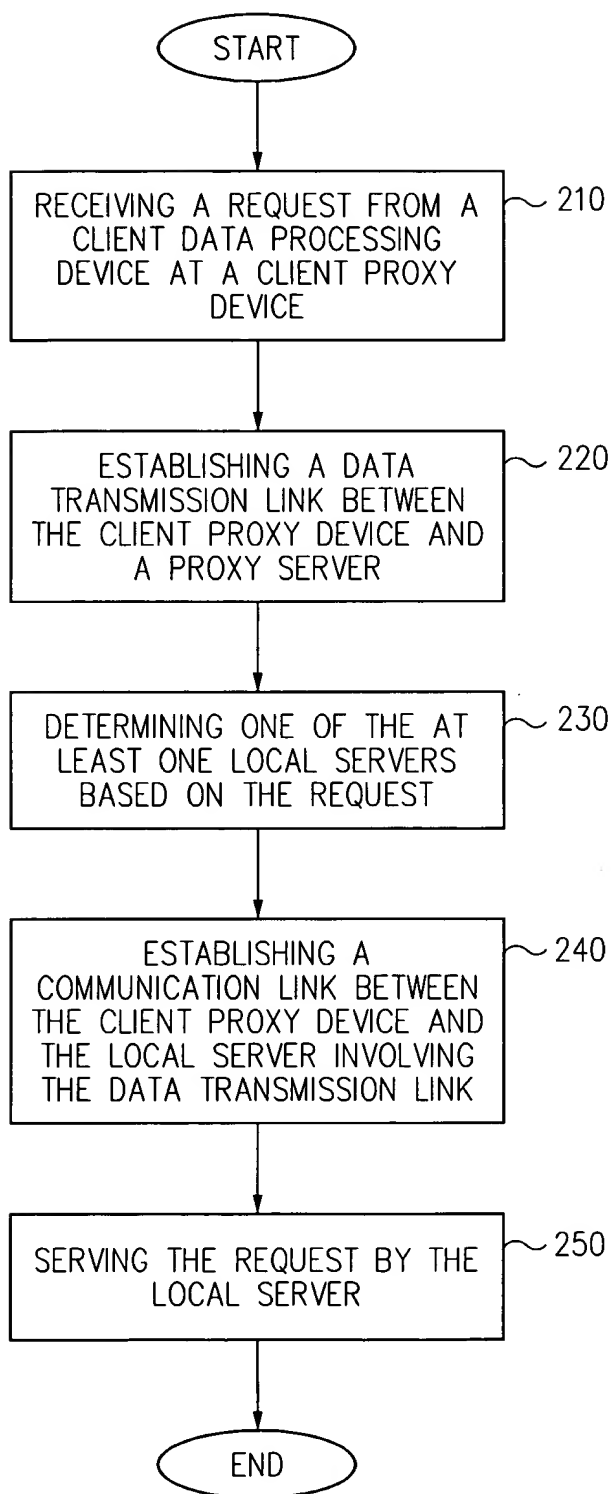 START
RECEIVING A REQUEST FROM A
CLIENT DATA PROCESSING
DEVICE AT A CLIENT PROXY
DEVICE
210
ESTABLISHING A DATA
TRANSMISSION LINK BETWEEN
THE CLIENT PROXY DEVICE AND
A PROXY SERVER
220
DETERMINING ONE OF THE AT
LEAST ONE LOCAL SERVERS
BASED ON THE REQUEST
230
ESTABLISHING A
COMMUNICATION LINK BETWEEN
THE CLIENT PROXY DEVICE AND
THE LOCAL SERVER INVOLVING
THE DATA TRANSMISSION LINK
240
SERVING THE REQUEST BY THE
LOCAL SERVER
250
END